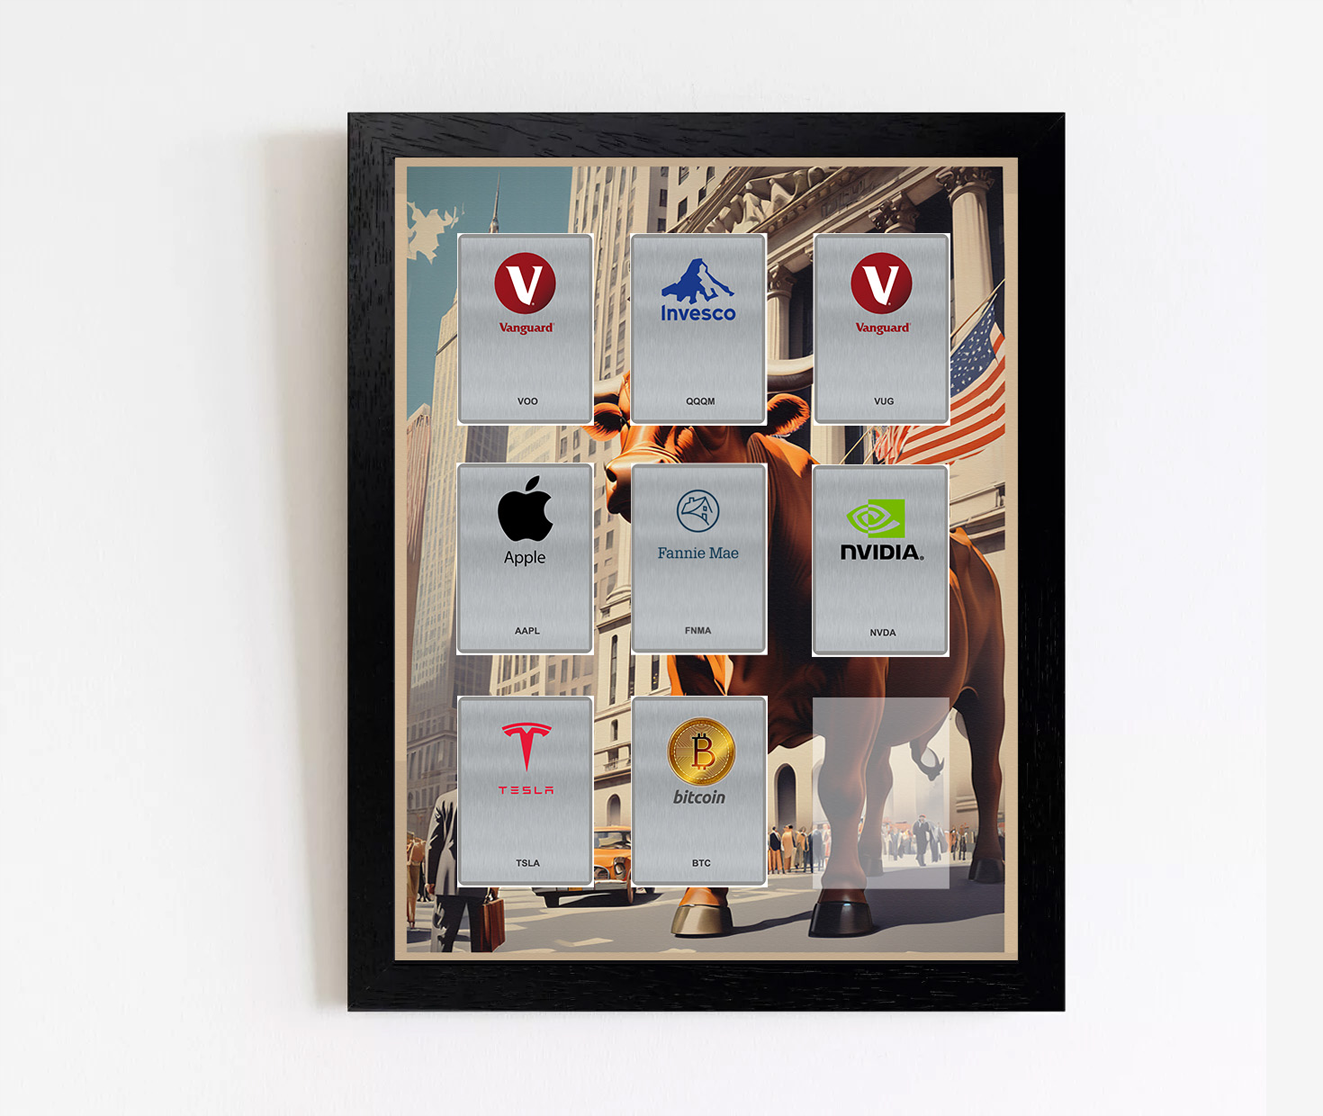 Vanguard
VOO
Invesco
QQQM
Vanguard
VUG
Apple
AAPL
Fannie Mae
FNMA
NVIDIA.
NVDA
TESLA
TSLA
bitcoin
BTC